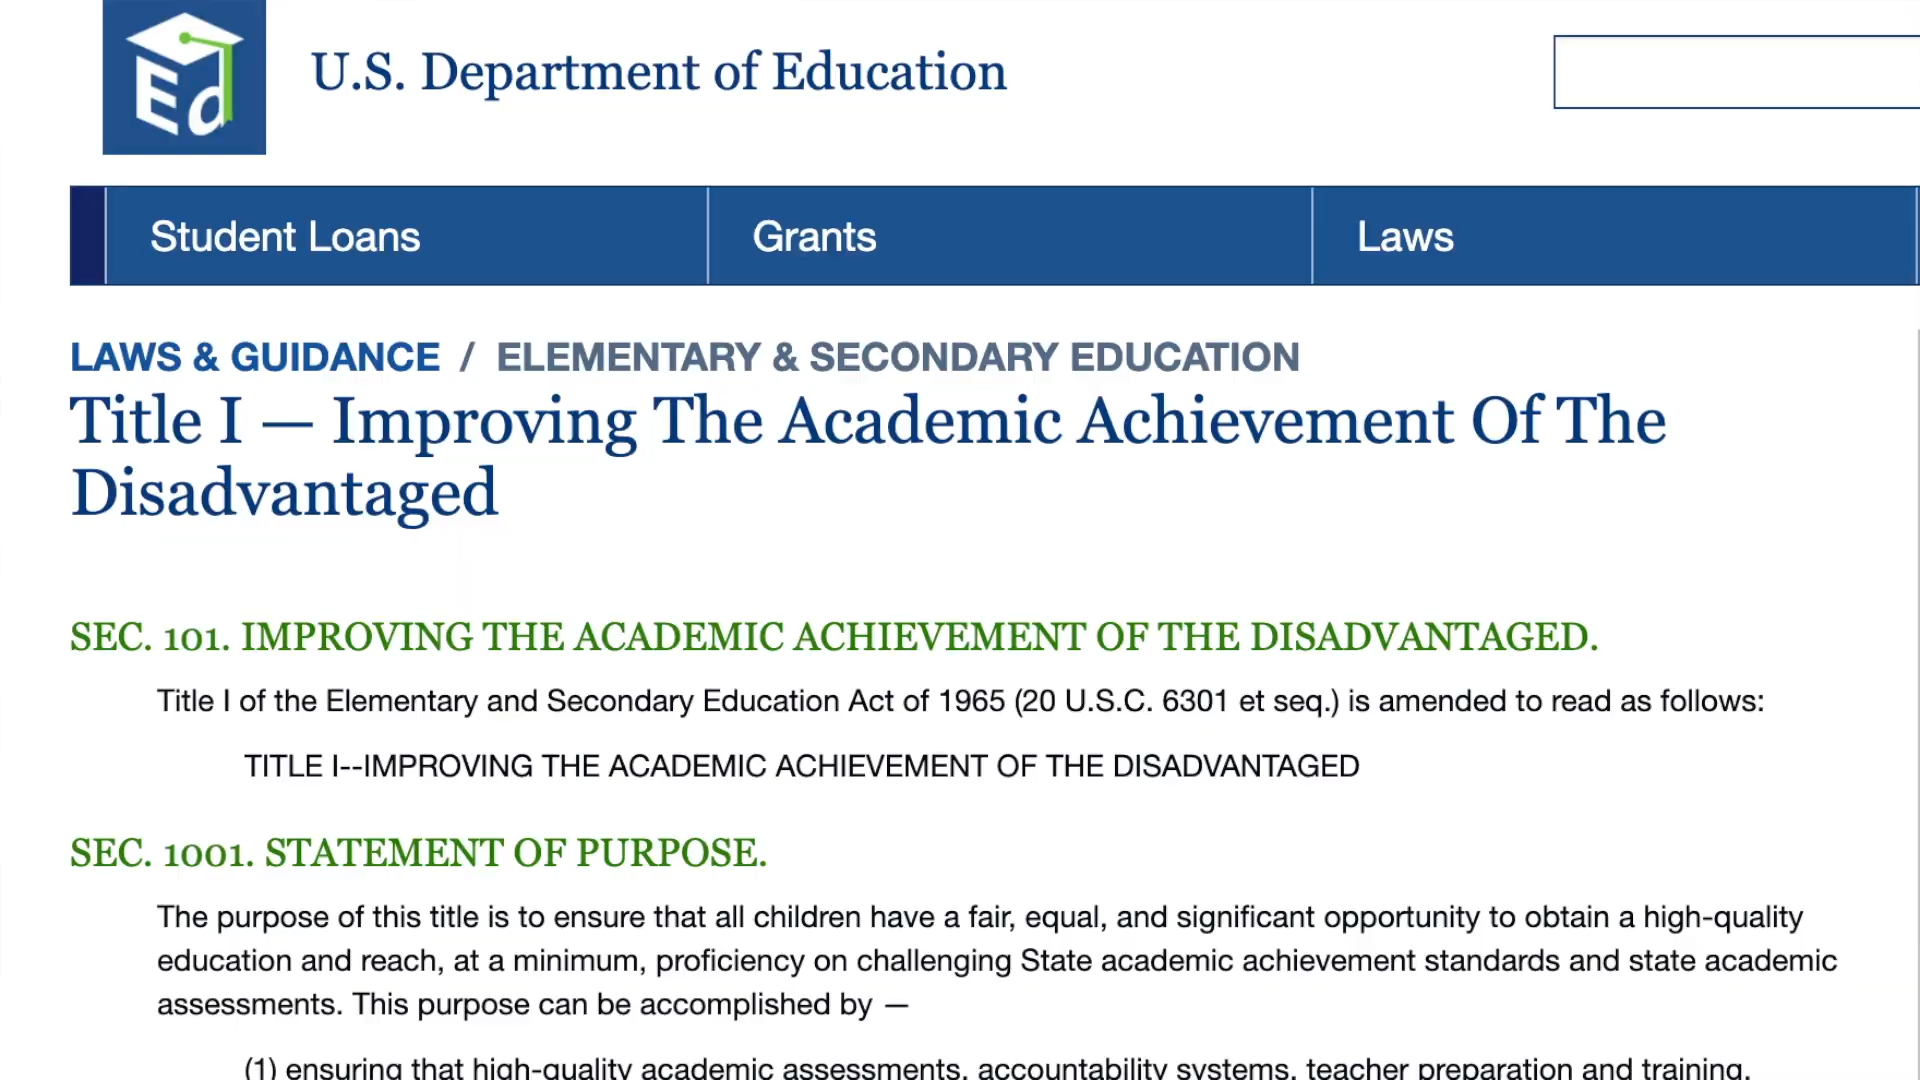 Ed
U.S. Department of Education
Student Loans
Grants
Laws
LAWS & GUIDANCE / ELEMENTARY & SECONDARY EDUCATION
Title I — Improving The Academic Achievement Of The
Disadvantaged
SEC. 101. IMPROVING THE ACADEMIC ACHIEVEMENT OF THE DISADVANTAGED.
Title I of the Elementary and Secondary Education Act of 1965 (20 U.S.C. 6301 et seq.) is amended to read as follows:
TITLE I--IMPROVING THE ACADEMIC ACHIEVEMENT OF THE DISADVANTAGED
SEC. 1001. STATEMENT OF PURPOSE.
The purpose of this title is to ensure that all children have a fair, equal, and significant opportunity to obtain a high-quality
education and reach, at a minimum, proficiency on challenging State academic achievement standards and state academic
assessments. This purpose can be accomplished by —
(1) ensuring that high-quality academic assessments, accountability systems, teacher preparation and training,